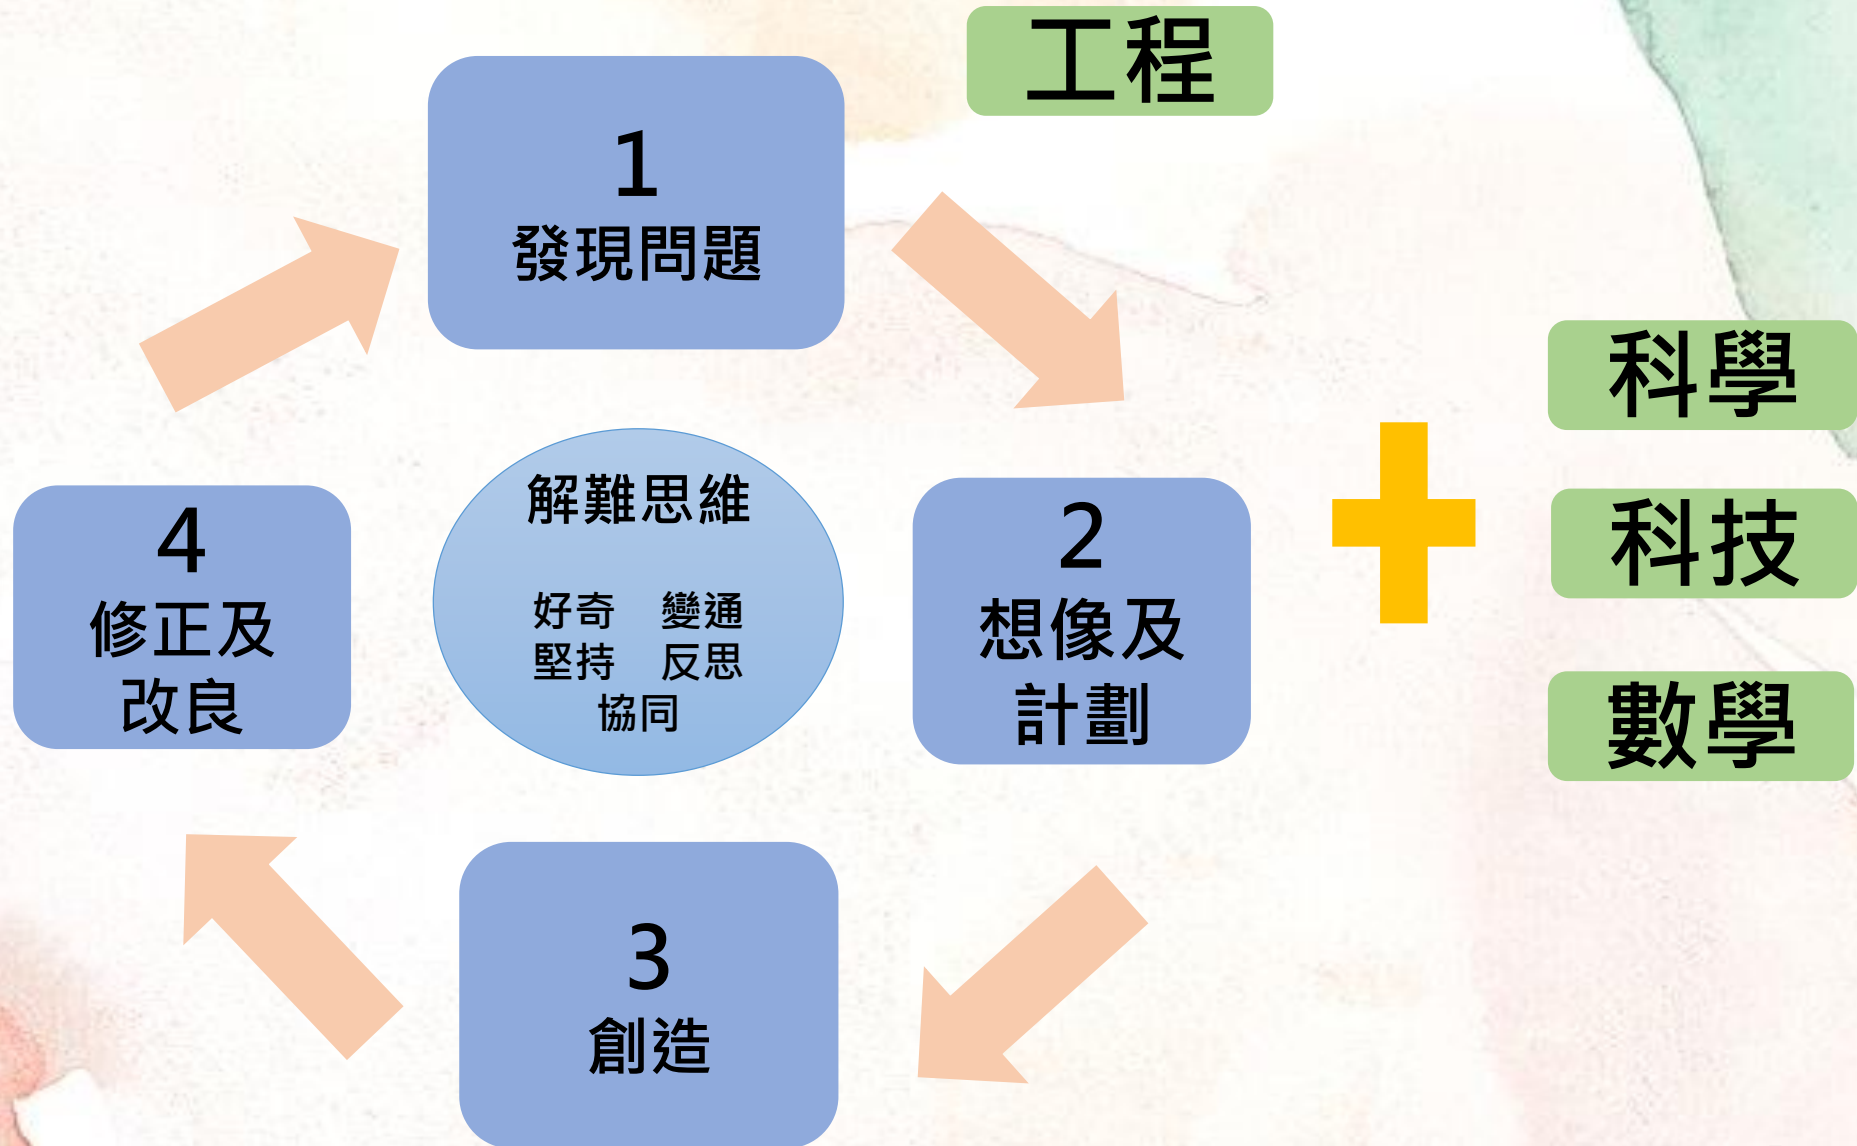 工程
1
發現問題
科學
科技
數學
2
想像及
計劃
解難思維
好奇　變通
堅持　反思
協同
4
修正及
改良
3
創造